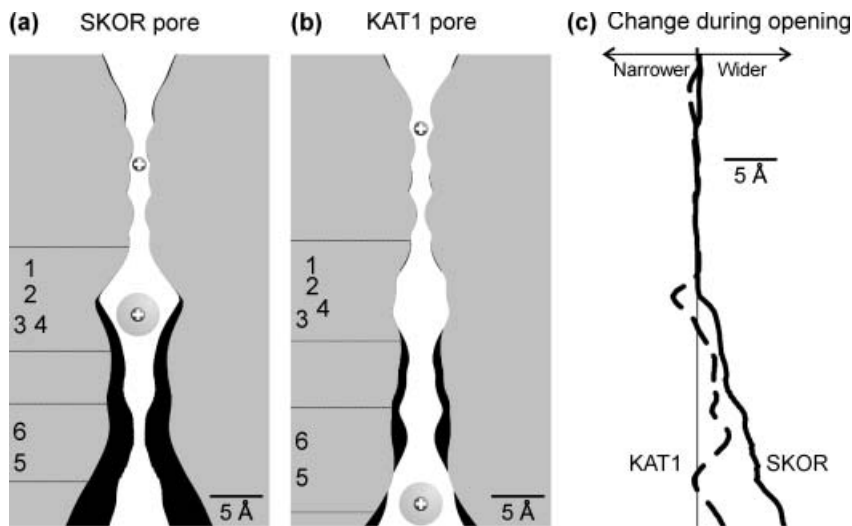 (a) SKOR pore
1
2
3 4
6
5
5 Å
+
+
(b) KAT1 pore
1
2
3 4
6
5
5 Å
+
+
(c) Change during opening
Narrower Wider
5 Å
KAT1 SKOR